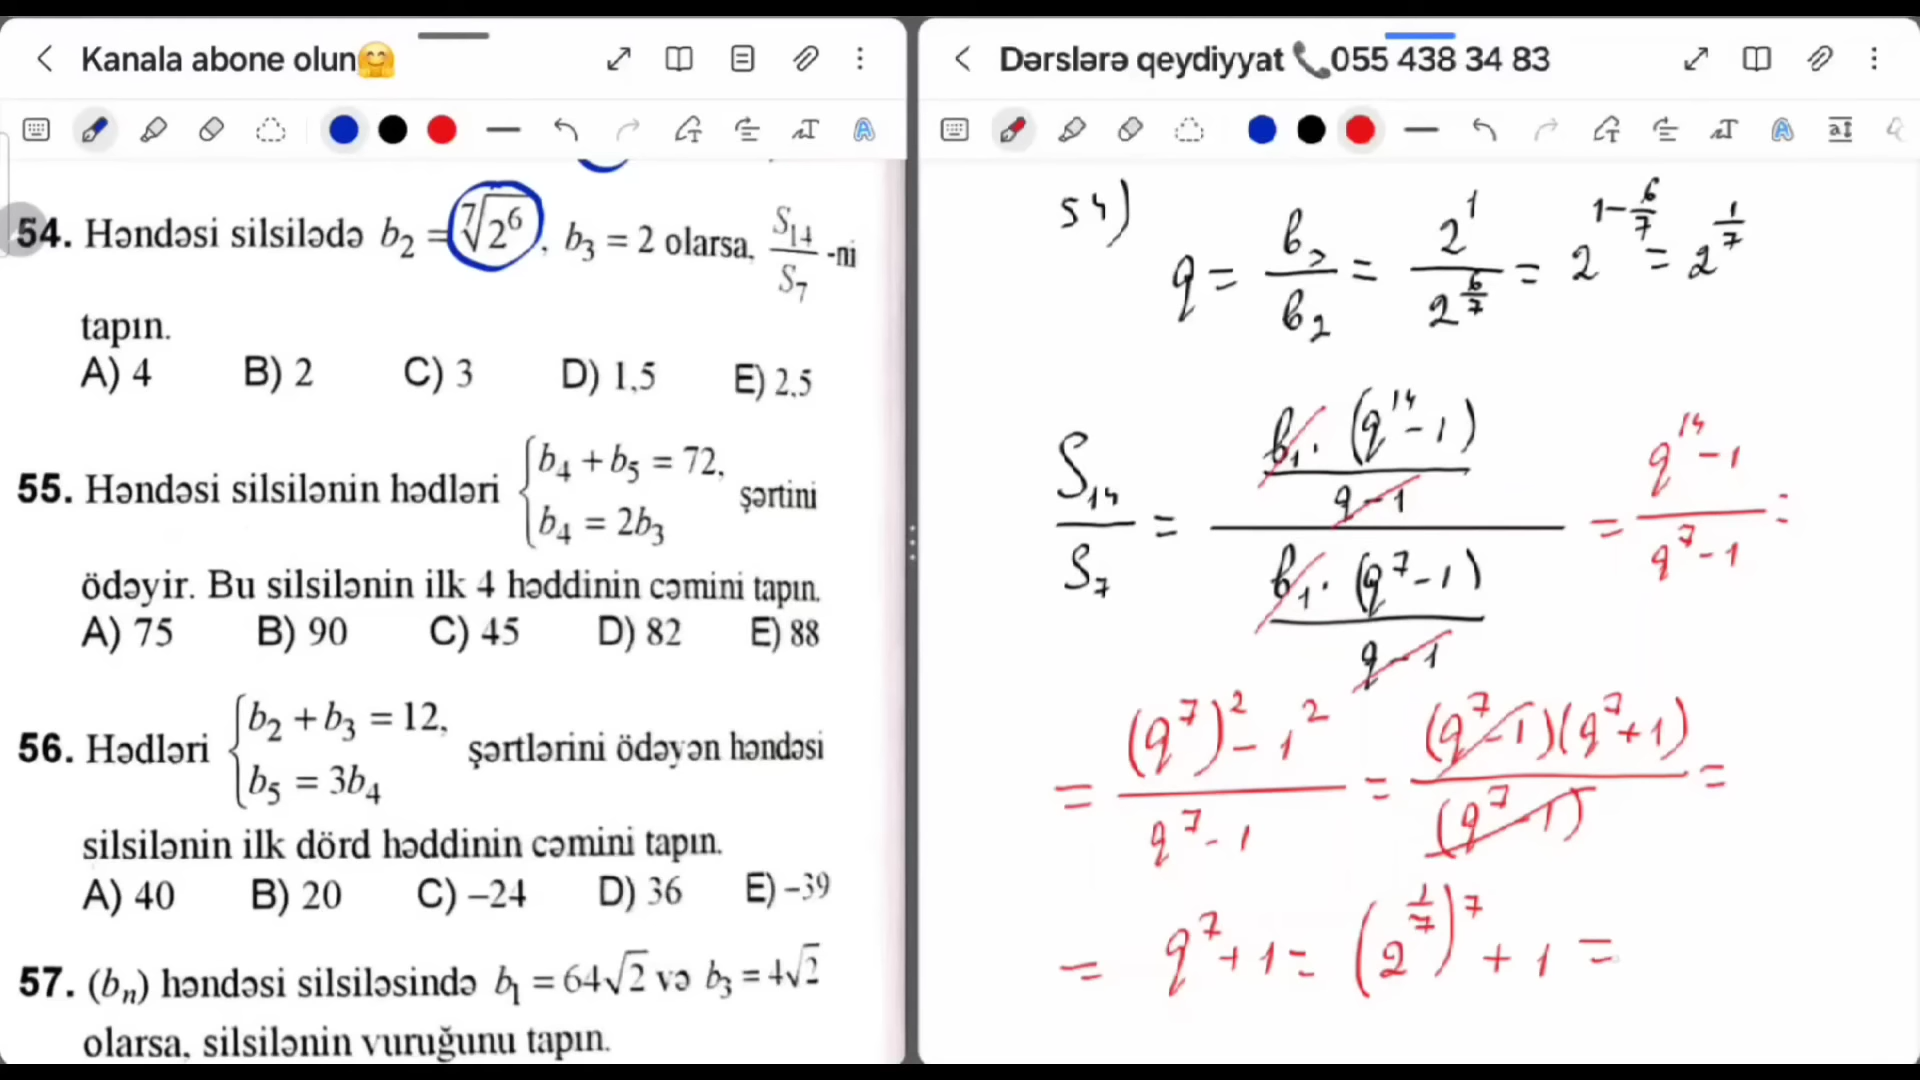 Kanala abone olun🤗
54. Həndəsi silsilədə b₂ = ⁷√2⁶, b₃ = 2 olarsa, S₁₄/S₇ -ni
tapın.
A) 4 B) 2 C) 3 D) 1,5 E) 2,5
55. Həndəsi silsilənin hədləri { b₄ + b₅ = 72, b₄ = 2b₃ şərtini
ödəyir. Bu silsilənin ilk 4 həddinin cəmini tapın.
A) 75 B) 90 C) 45 D) 82 E) 88
56. Hədləri { b₂ + b₃ = 12, b₅ = 3b₄ şərtlərini ödəyən həndəsi
silsilənin ilk dörd həddinin cəmini tapın.
A) 40 B) 20 C) –24 D) 36 E) –39
57. (bₙ) həndəsi silsiləsində b₁ = 64√2 və b₃ = 4√2
olarsa, silsilənin vuruğunu tapın.
Dərslərə qeydiyyat 📞055 438 34 83
54)
q = b₃/b₂ = 2¹/2^(6/7) = 2^(1-6/7) = 2^(1/7)
S₁₄/S₇ = (b₁·(q¹⁴-1)/(q-1))/(b₁·(q⁷-1)/(q-1)) = (q¹⁴-1)/(q⁷-1) =
= ((q⁷)²-1²)/(q⁷-1) = (q⁷-1)(q⁷+1)/(q⁷-1) =
= q⁷+1 = (2^(1/7))⁷+1 =